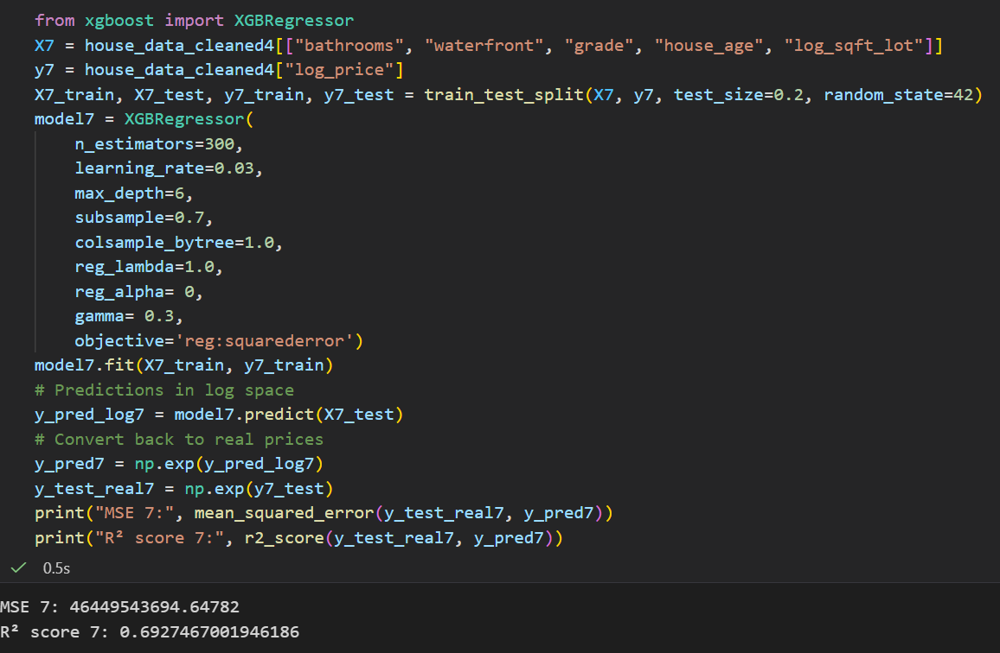 from xgboost import XGBRegressor
X7 = house_data_cleaned4[["bathrooms", "waterfront", "grade", "house_age", "log_sqft_lot"]]
y7 = house_data_cleaned4["log_price"]
X7_train, X7_test, y7_train, y7_test = train_test_split(X7, y7, test_size=0.2, random_state=42)
model7 = XGBRegressor(
    n_estimators=300,
    learning_rate=0.03,
    max_depth=6,
    subsample=0.7,
    colsample_bytree=1.0,
    reg_lambda=1.0,
    reg_alpha= 0,
    gamma= 0.3,
    objective='reg:squarederror')
model7.fit(X7_train, y7_train)
# Predictions in log space
y_pred_log7 = model7.predict(X7_test)
# Convert back to real prices
y_pred7 = np.exp(y_pred_log7)
y_test_real7 = np.exp(y7_test)
print("MSE 7:", mean_squared_error(y_test_real7, y_pred7))
print("R² score 7:", r2_score(y_test_real7, y_pred7))
✓ 0.5s
MSE 7: 46449543694.64782
R² score 7: 0.6927467001946186